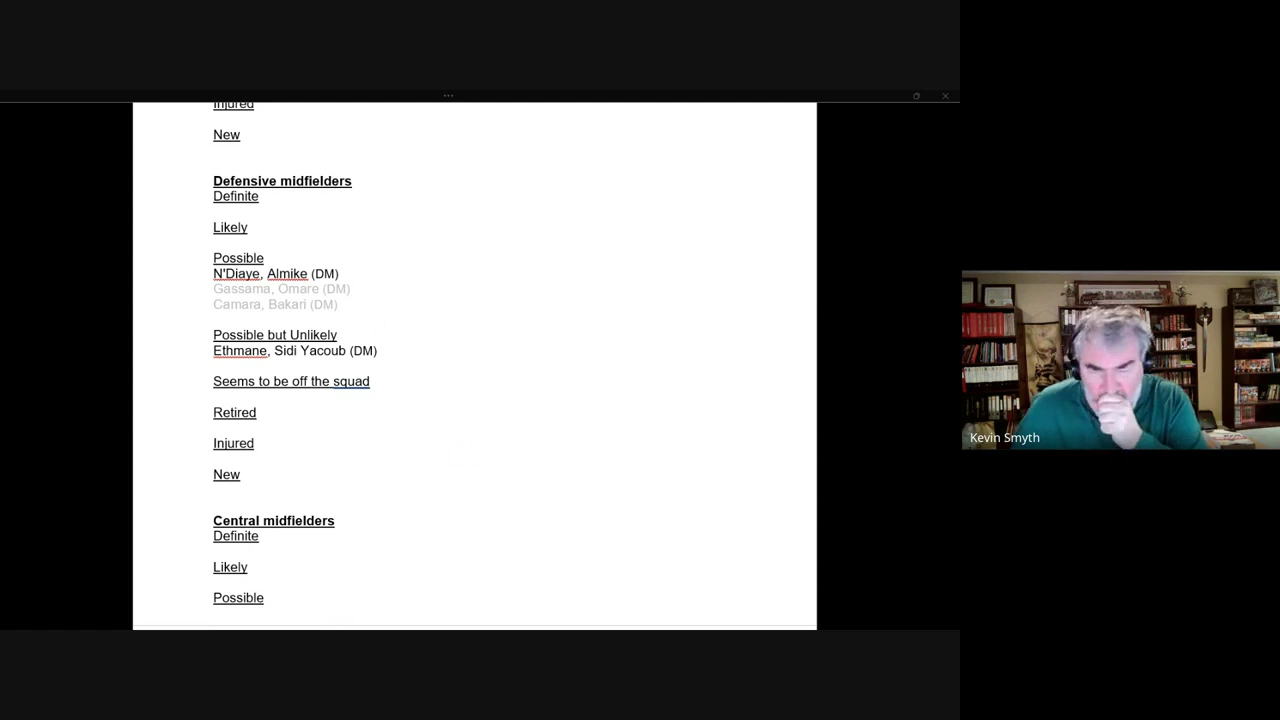 Injured
New
Defensive midfielders
Definite
Likely
Possible
N'Diaye, Almike (DM)
Gassama, Omare (DM)
Camara, Bakari (DM)
Possible but Unlikely
Ethmane, Sidi Yacoub (DM)
Seems to be off the squad
Retired
Injured
New
Central midfielders
Definite
Likely
Possible
Kevin Smyth